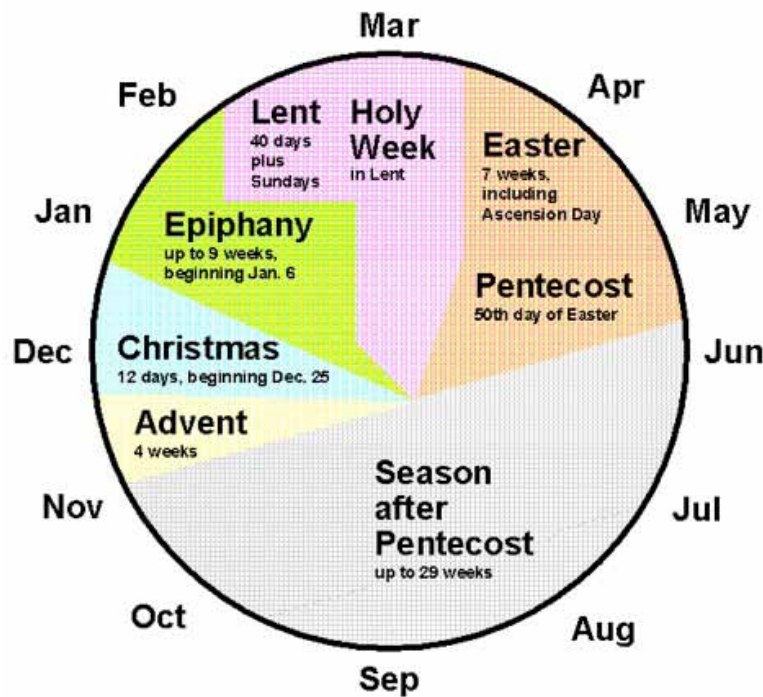 Mar
Feb
Apr
Lent
40 days
plus
Sundays
Holy
Week
in Lent
Easter
7 weeks,
including
Ascension Day
Jan
May
Epiphany
up to 9 weeks,
beginning Jan. 6
Pentecost
50th day of Easter
Dec
Jun
Christmas
12 days, beginning Dec. 25
Advent
4 weeks
Season
after
Pentecost
up to 29 weeks
Nov
Jul
Oct
Aug
Sep